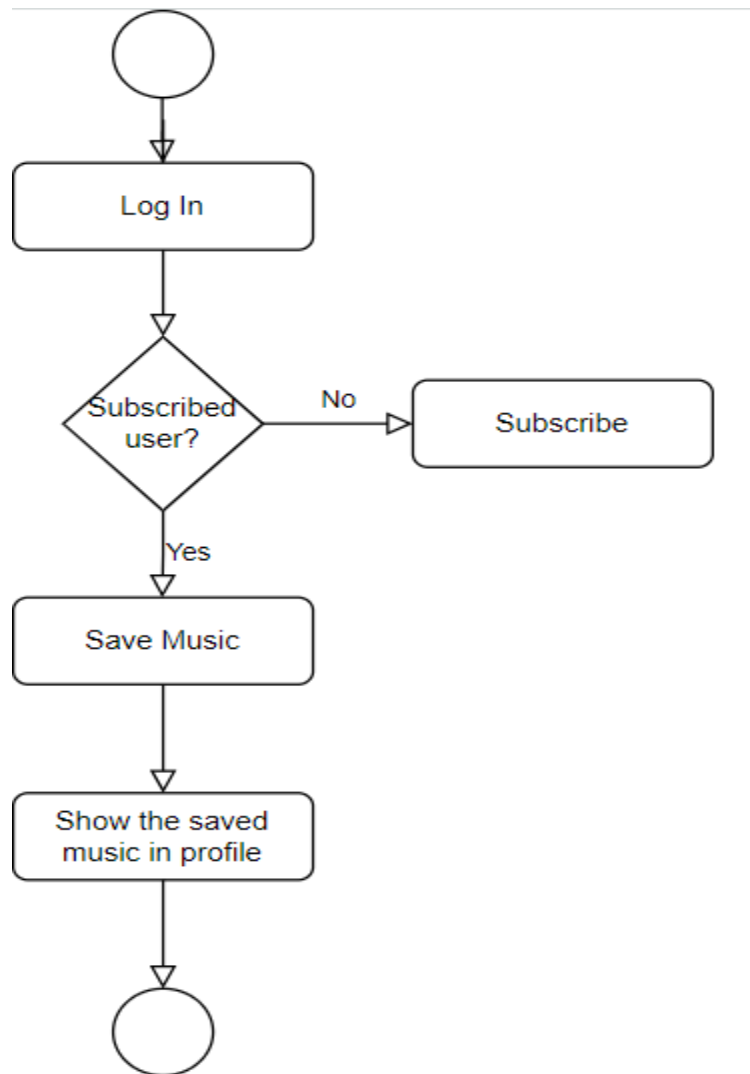 Log In
Subscribed
user?
No
Subscribe
Yes
Save Music
Show the saved
music in profile